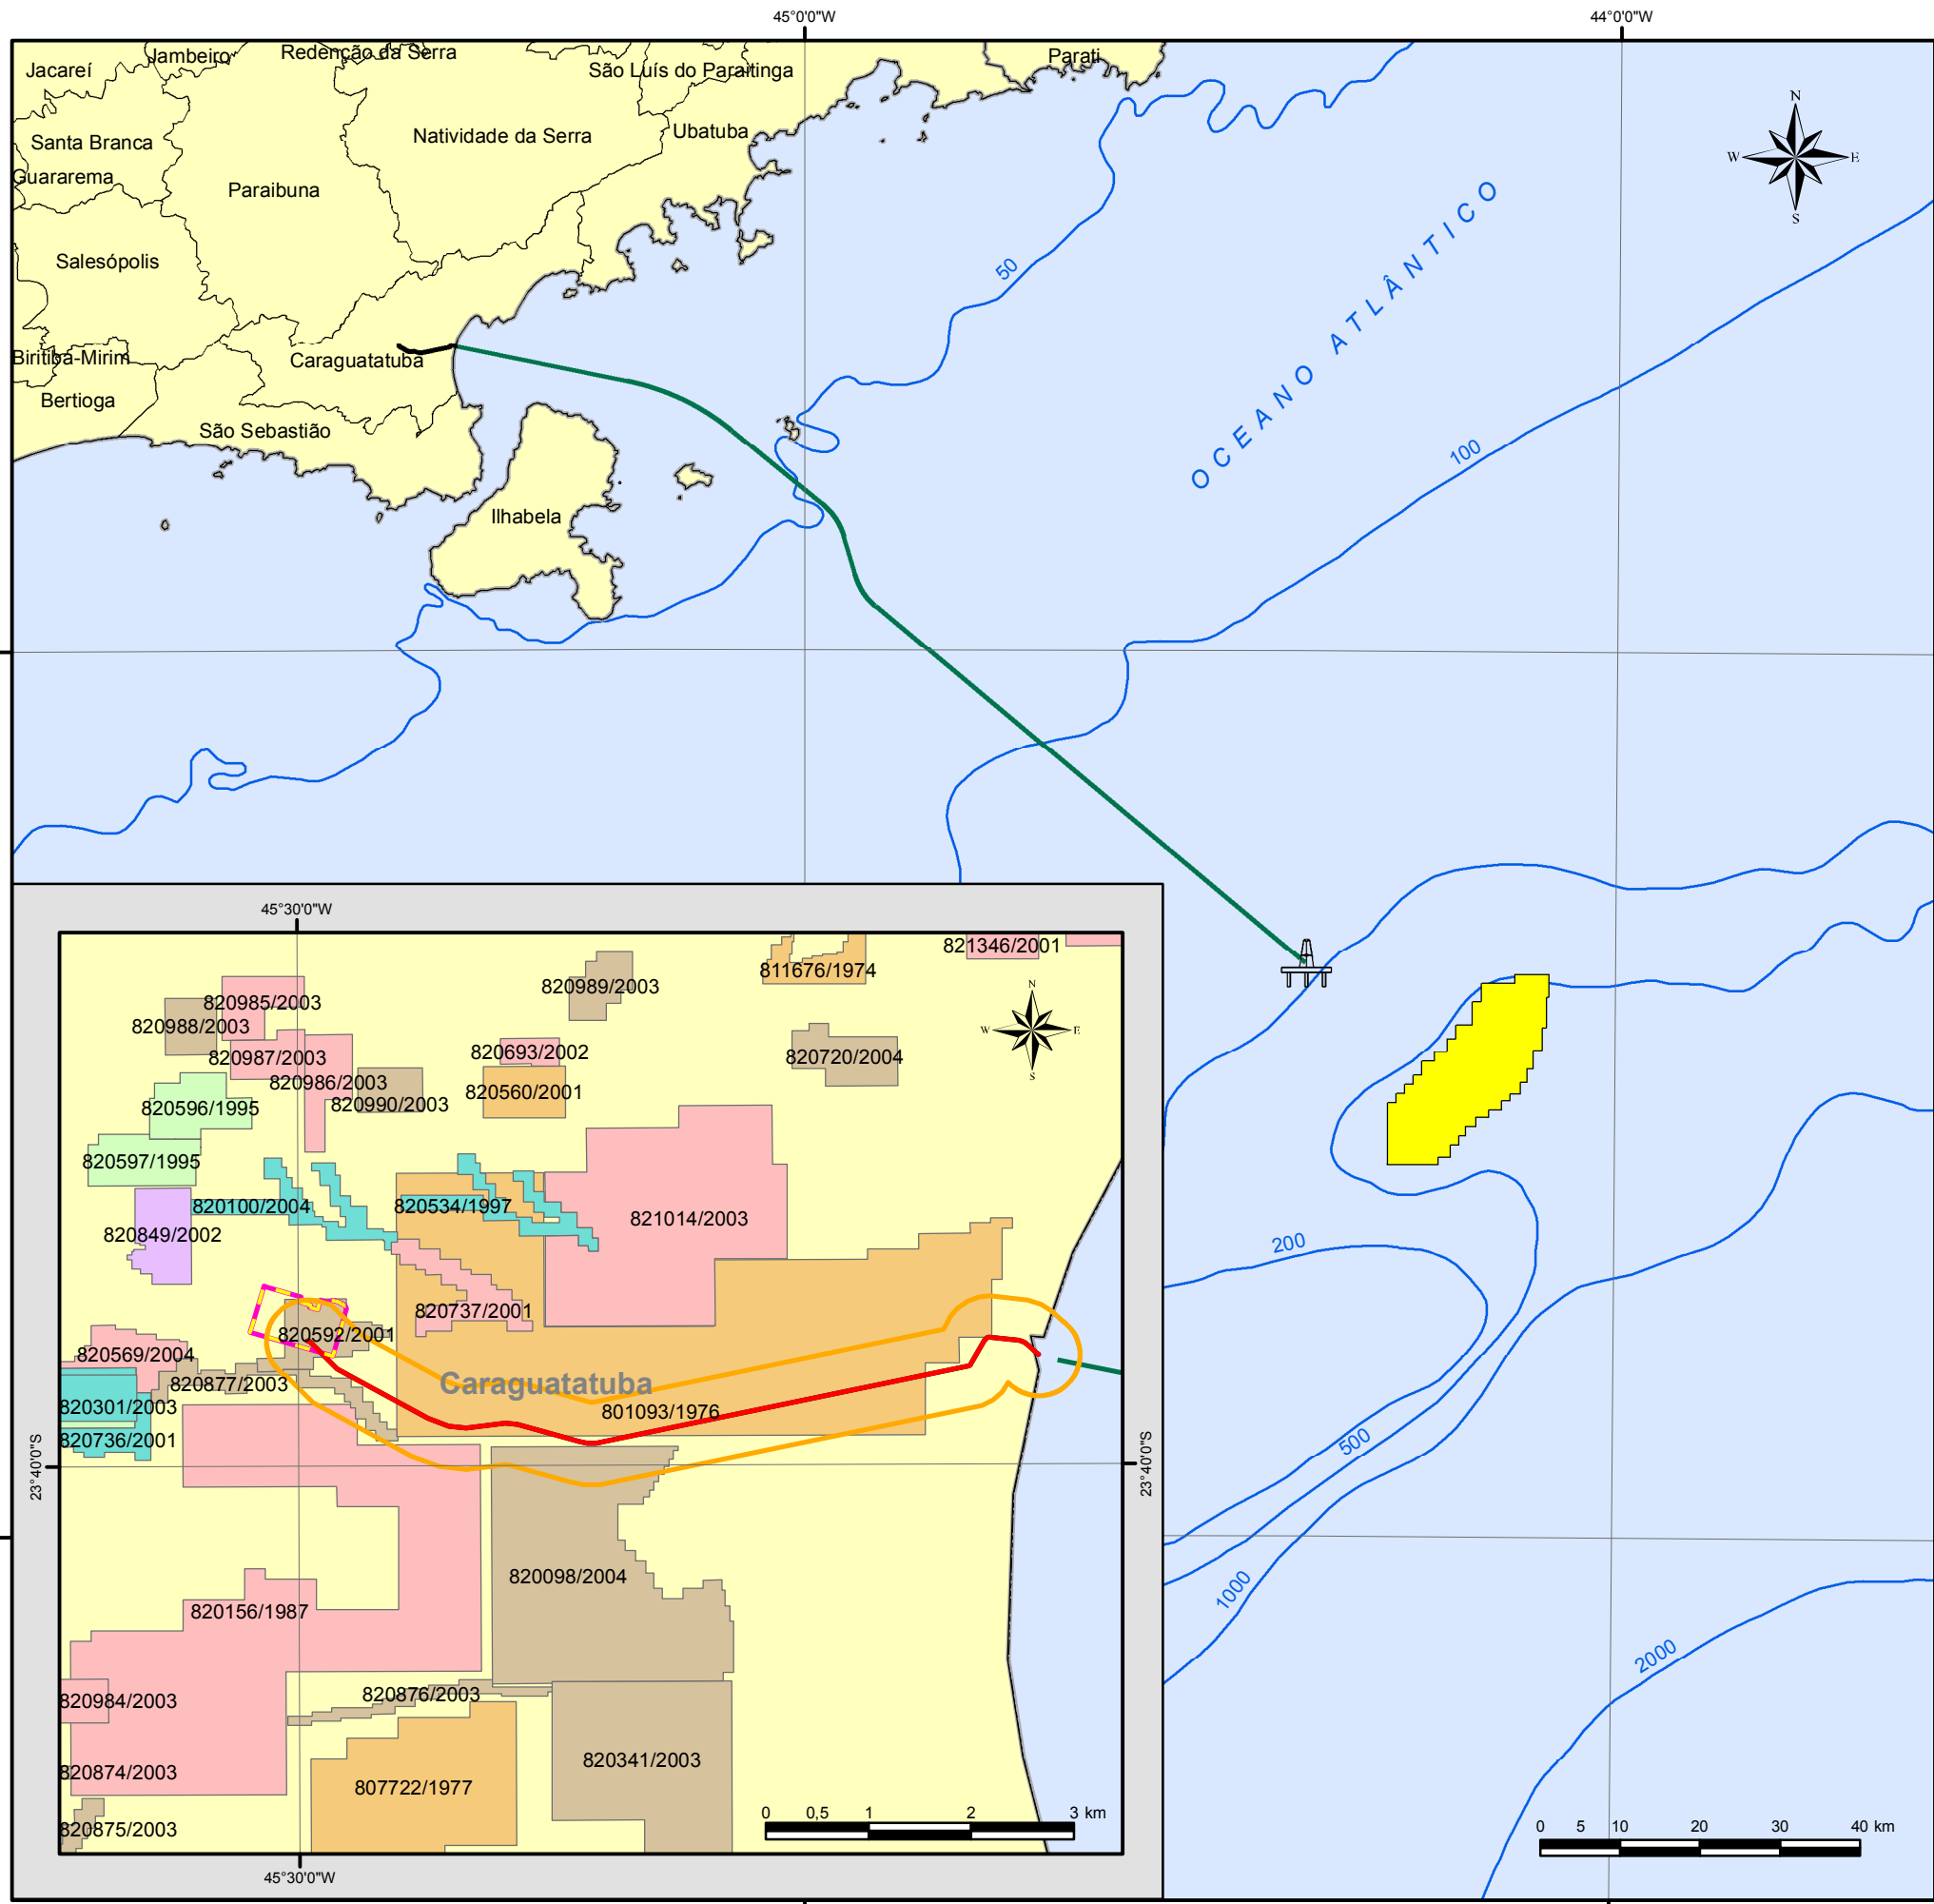 45°0'0"W
44°0'0"W
Jacareí
Jambeiro
Redenção da Serra
São Luís do Paraitinga
Parati
Santa Branca
Natividade da Serra
Ubatuba
N
W
E
S
Guararema
Paraibuna
OCEANO ATLÂNTICO
Salesópolis
50
Biritiba-Mirim
Caraguatatuba
Bertioga
São Sebastião
100
Ilhabela
45°30'0"W
821346/2001
811676/1974
820989/2003
820985/2003
820988/2003
N
W
E
S
820987/2003
820693/2002
820720/2004
820986/2003
820560/2001
820990/2003
820596/1995
820597/1995
820100/2004
820534/1997
821014/2003
820849/2002
200
820737/2001
820592/2001
820569/2004
820877/2003
Caraguatatuba
820301/2003
801093/1976
820736/2001
500
23°40'0"S
23°40'0"S
820098/2004
1000
820156/1987
2000
820984/2003
820876/2003
820874/2003
820341/2003
807722/1977
0 0,5 1 2 3 km
820875/2003
0 5 10 20 30 40 km
45°30'0"W